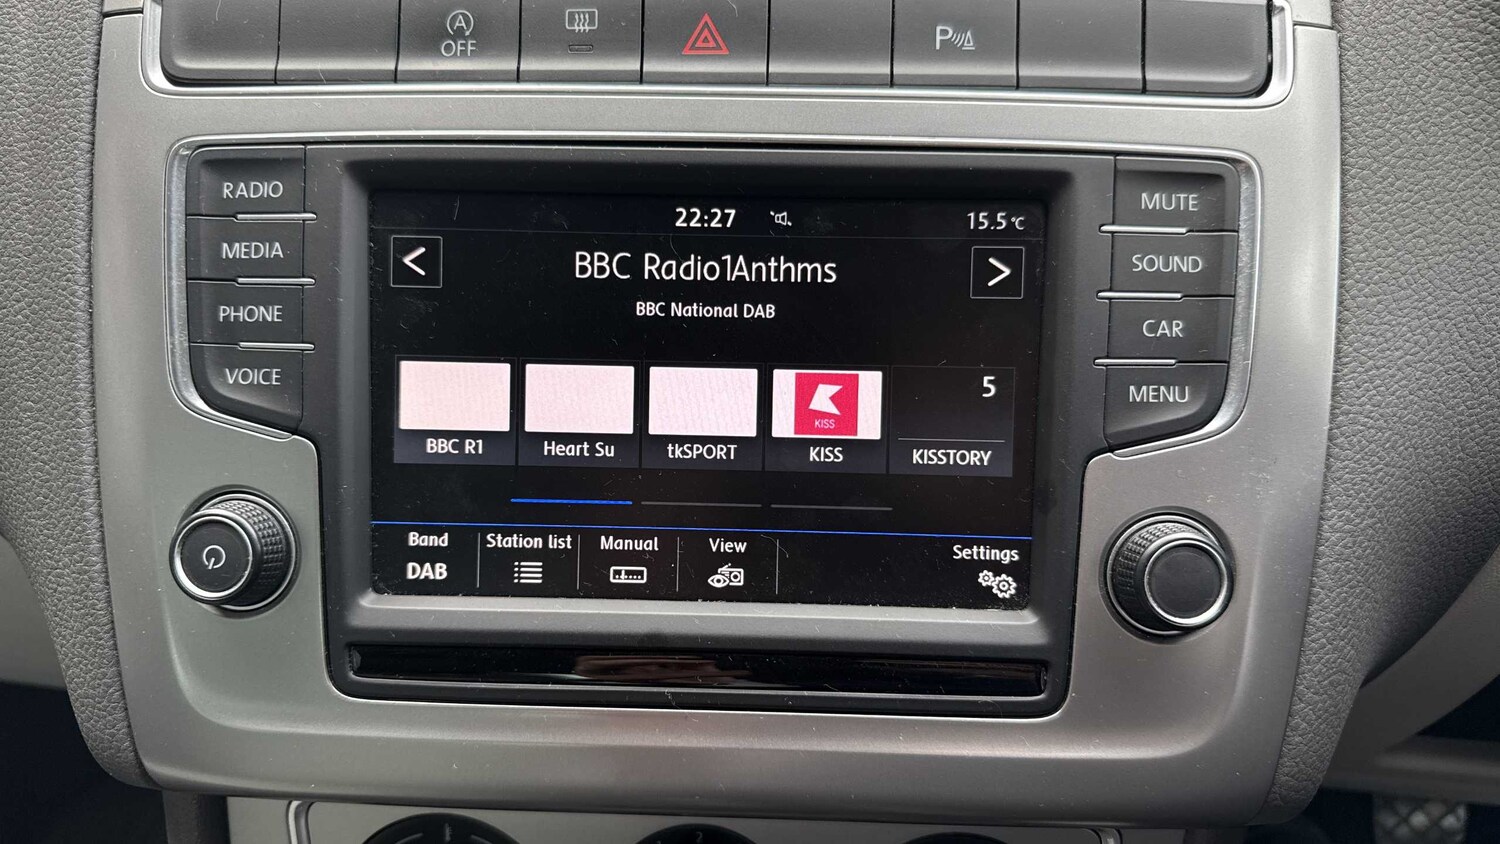 A
OFF
P
RADIO
MEDIA
PHONE
VOICE
MUTE
SOUND
CAR
MENU
22:27
15.5°C
<
BBC Radio1Anthms
>
BBC National DAB
KISS
5
BBC R1
Heart Su
tkSPORT
KISS
KISSTORY
Band
Station list
Manual
View
Settings
DAB
2